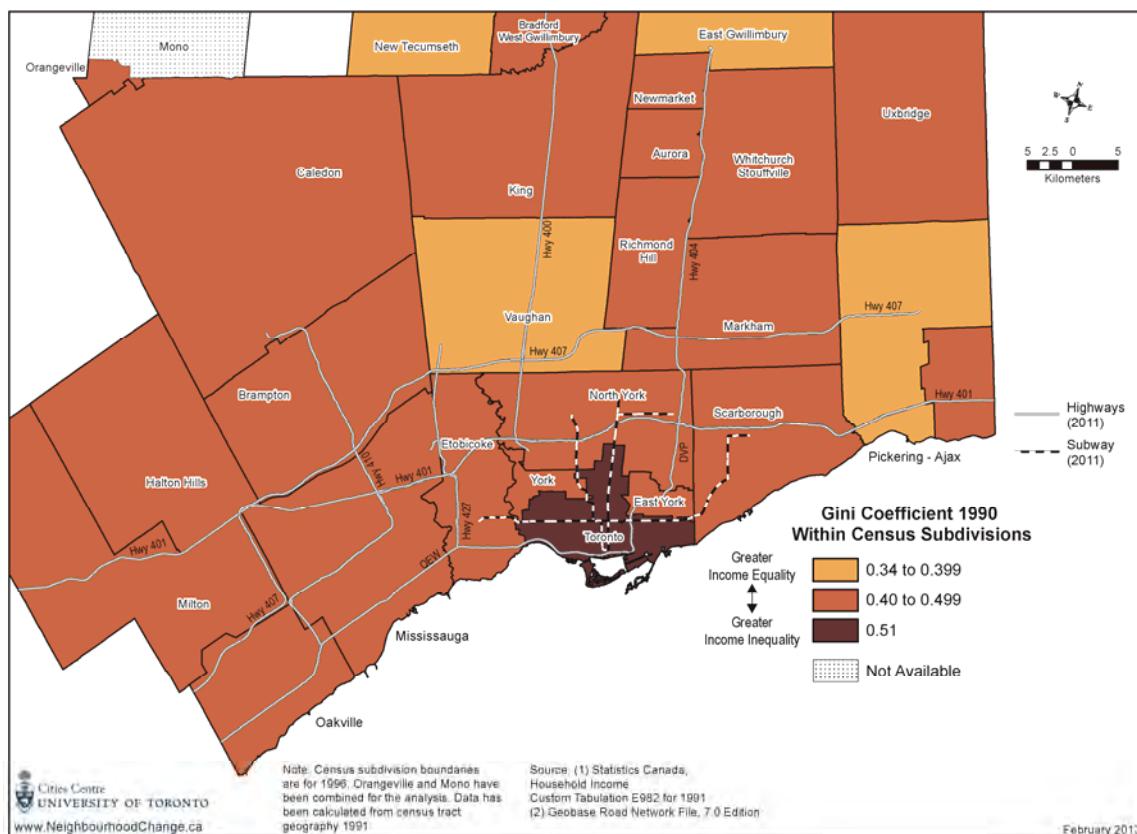 Mono
Orangeville
New Tecumseth
Bradford
West Gwillimbury
East Gwillimbury
Newmarket
Aurora
Whitchurch
Stouffville
Uxbridge
N
W
E
S
5 2.5 0 5
Kilometers
Caledon
King
Hwy 400
Richmond
Hill
Hwy 404
Vaughan
Hwy 407
Markham
Hwy 407
Brampton
North York
Scarborough
Hwy 401
Etobicoke
DVP
Highways
(2011)
Subway
(2011)
Pickering - Ajax
Halton Hills
Hwy 410
Hwy 401
Hwy 427
York
East York
Toronto
Hwy 401
QEW
Milton
Hwy 407
Mississauga
Oakville
Gini Coefficient 1990
Within Census Subdivisions
Greater
Income Equality
Greater
Income Inequality
0.34 to 0.399
0.40 to 0.499
0.51
Not Available
Cities Centre
UNIVERSITY OF TORONTO
www.NeighbourhoodChange.ca
Note: Census subdivision boundaries
are for 1996. Orangeville and Mono have
been combined for the analysis. Data has
been calculated from census tract
geography 1991
Source: (1) Statistics Canada,
Household Income
Custom Tabulation E982 for 1991
(2) Geobase Road Network File, 7.0 Edition
February 201